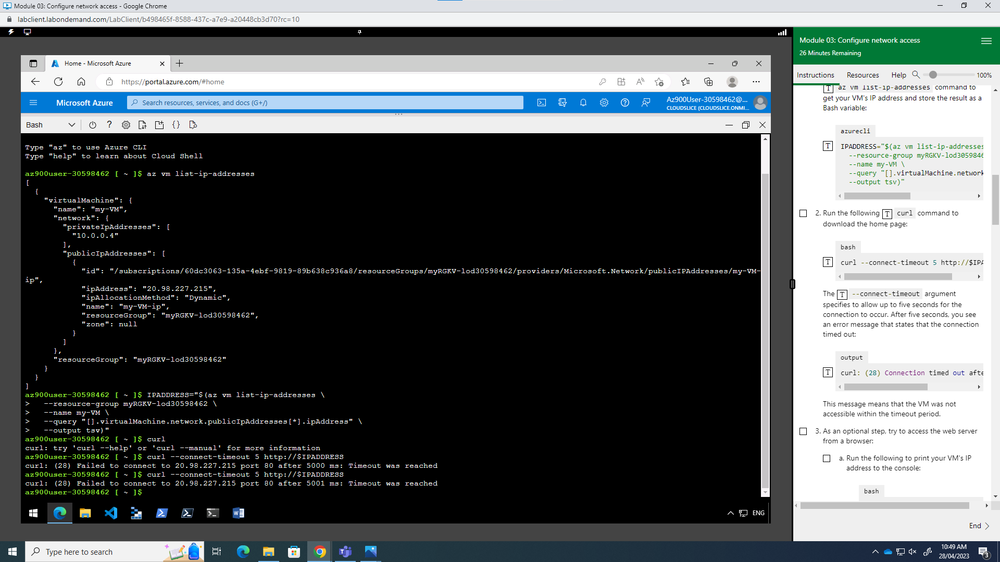 Module 03: Configure network access - Google Chrome
labclient.labondemand.com/LabClient/b498465f-8588-437c-a7e9-a20448cb3d70?rc=10
Home - Microsoft Azure
https://portal.azure.com/#home
Microsoft Azure
Search resources, services, and docs (G+/)
Az900User-30598462@...
CLOUDSLICE (CLOUDSLICE.ONMI...
Bash
Type "az" to use Azure CLI
Type "help" to learn about Cloud Shell
az900user-30598462 [ ~ ]$ az vm list-ip-addresses
[
{
"virtualMachine": {
"name": "my-VM",
"network": {
"privateIpAddresses": [
"10.0.0.4"
],
"publicIpAddresses": [
{
"id": "/subscriptions/60dc3063-135a-4ebf-9819-89b638c936a8/resourceGroups/myRGKV-lod30598462/providers/Microsoft.Network/publicIPAddresses/my-VM-
ip",
"ipAddress": "20.98.227.215",
"ipAllocationMethod": "Dynamic",
"name": "my-VM-ip",
"resourceGroup": "myRGKV-lod30598462",
"zone": null
}
]
},
"resourceGroup": "myRGKV-lod30598462"
}
}
]
az900user-30598462 [ ~ ]$ IPADDRESS="$(az vm list-ip-addresses \
>   --resource-group myRGKV-lod30598462 \
>   --name my-VM \
>   --query "[].virtualMachine.network.publicIpAddresses[*].ipAddress" \
>   --output tsv)"
az900user-30598462 [ ~ ]$ curl
curl: try 'curl --help' or 'curl --manual' for more information
az900user-30598462 [ ~ ]$ curl --connect-timeout 5 http://$IPADDRESS
curl: (28) Failed to connect to 20.98.227.215 port 80 after 5000 ms: Timeout was reached
az900user-30598462 [ ~ ]$ curl --connect-timeout 5 http://$IPADDRESS
curl: (28) Failed to connect to 20.98.227.215 port 80 after 5001 ms: Timeout was reached
az900user-30598462 [ ~ ]$
ENG
Module 03: Configure network access
26 Minutes Remaining
Instructions Resources Help 100%
T az vm list-ip-addresses command to
get your VM's IP address and store the result as a
Bash variable:
azurecli
T IPADDRESS="$(az vm list-ip-addresses
--resource-group myRGKV-lod3059846
--name my-VM \
--query "[].virtualMachine.network
--output tsv)"
2. Run the following T curl command to
download the home page:
bash
T curl --connect-timeout 5 http://$IPA
The T --connect-timeout argument
specifies to allow up to five seconds for the
connection to occur. After five seconds, you see
an error message that states that the connection
timed out:
output
T curl: (28) Connection timed out afte
This message means that the VM was not
accessible within the timeout period.
3. As an optional step, try to access the web server
from a browser:
a. Run the following to print your VM's IP
address to the console:
bash
End
Type here to search
10:49 AM
28/04/2023
3